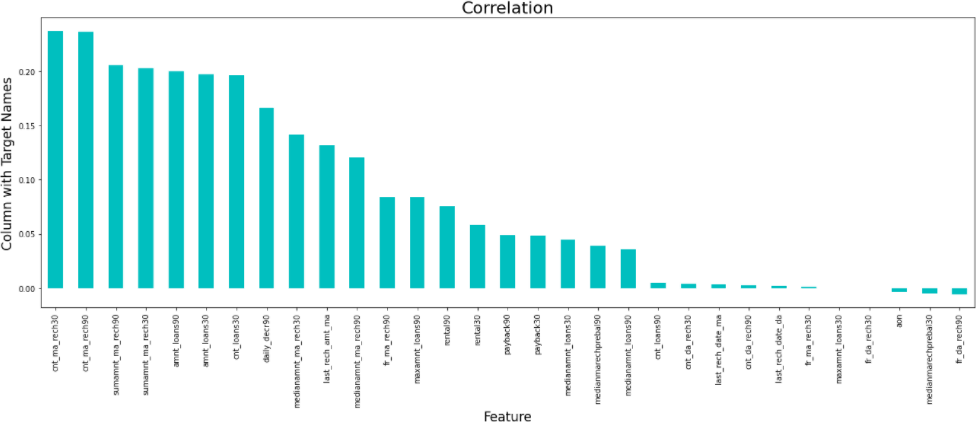 Correlation
Column with Target Names
0.20
0.15
0.10
0.05
0.00
cnt_ma_rech30
cnt_ma_rech90
sumamnt_ma_rech90
sumamnt_ma_rech30
amnt_loans90
amnt_loans30
cnt_loans30
daily_decr90
medianamnt_ma_rech30
last_rech_amt_ma
medianamnt_ma_rech90
fr_ma_rech90
maxamnt_loans90
rental90
rental30
payback90
payback30
medianamnt_loans30
medianmarechprebal90
medianamnt_loans90
cnt_loans90
cnt_da_rech30
last_rech_date_ma
cnt_da_rech90
last_rech_date_da
fr_ma_rech30
maxamnt_loans30
fr_da_rech30
aon
medianmarechprebal30
fr_da_rech90
Feature